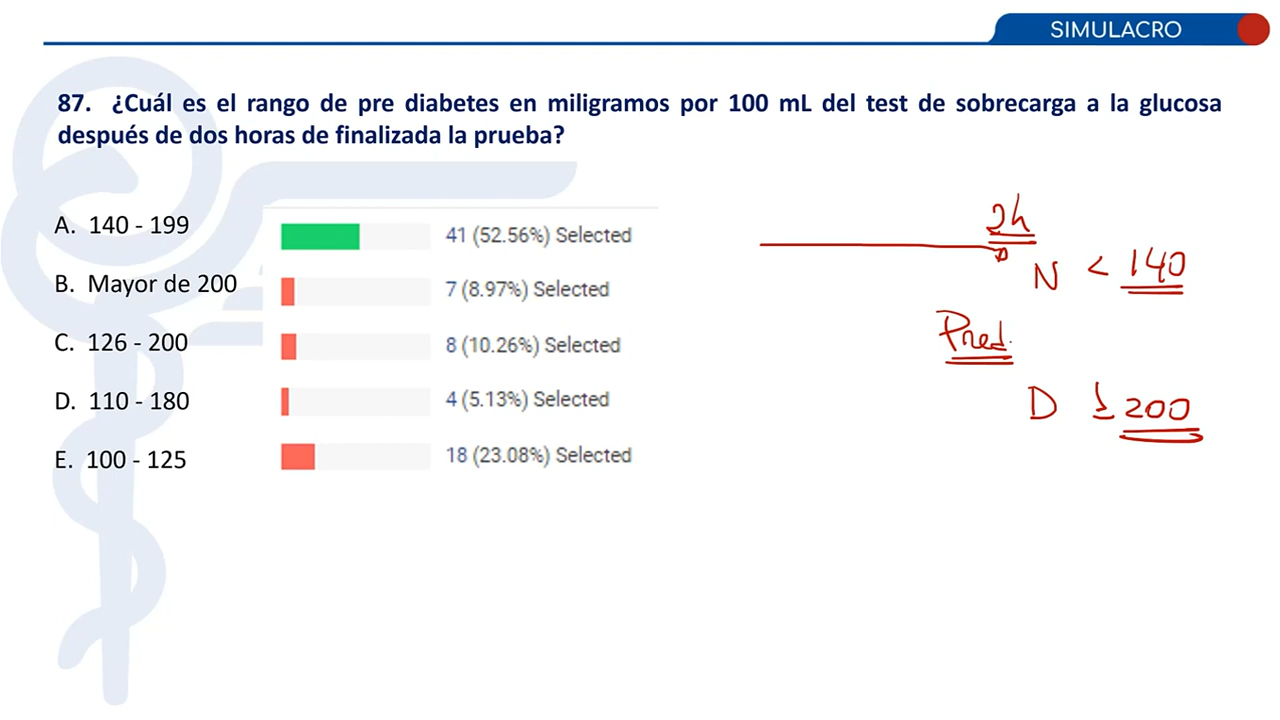 SIMULACRO
87. ¿Cuál es el rango de pre diabetes en miligramos por 100 mL del test de sobrecarga a la glucosa
después de dos horas de finalizada la prueba?
A. 140 - 199
41 (52.56%) Selected
B. Mayor de 200
7 (8.97%) Selected
C. 126 - 200
8 (10.26%) Selected
D. 110 - 180
4 (5.13%) Selected
E. 100 - 125
18 (23.08%) Selected
2h
N < 140
Pred.
D ≥ 200